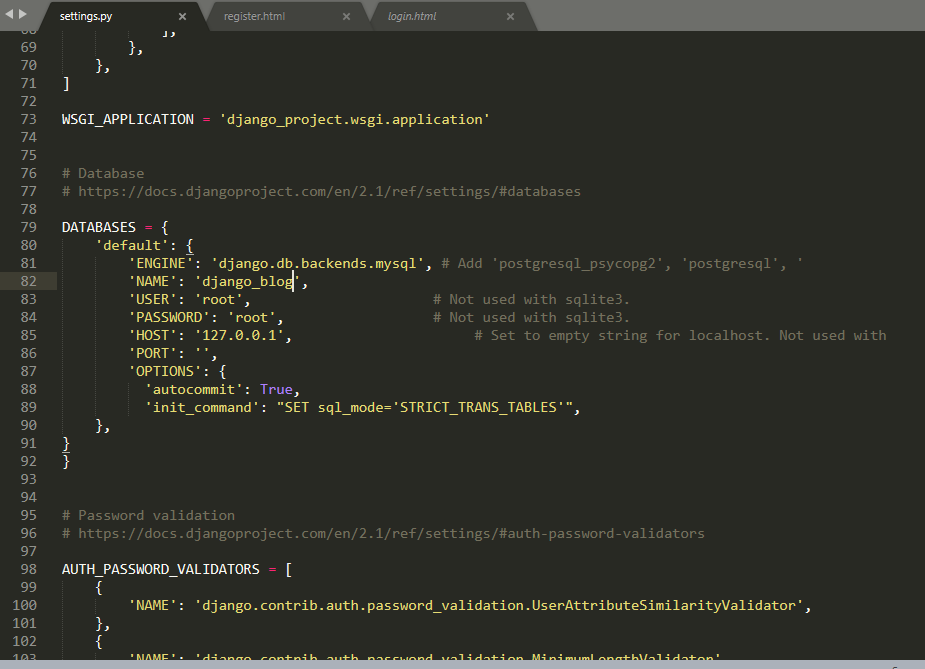 settings.py × register.html × login.html ×
68 ],
69 },
70 },
71 ]
72
73 WSGI_APPLICATION = 'django_project.wsgi.application'
74
75
76 # Database
77 # https://docs.djangoproject.com/en/2.1/ref/settings/#databases
78
79 DATABASES = {
80 'default': {
81 'ENGINE': 'django.db.backends.mysql', # Add 'postgresql_psycopg2', 'postgresql', '
82 'NAME': 'django_blog',
83 'USER': 'root', # Not used with sqlite3.
84 'PASSWORD': 'root', # Not used with sqlite3.
85 'HOST': '127.0.0.1', # Set to empty string for localhost. Not used with
86 'PORT': '',
87 'OPTIONS': {
88 'autocommit': True,
89 'init_command': "SET sql_mode='STRICT_TRANS_TABLES'",
90 },
91 }
92 }
93
94
95 # Password validation
96 # https://docs.djangoproject.com/en/2.1/ref/settings/#auth-password-validators
97
98 AUTH_PASSWORD_VALIDATORS = [
99 {
100 'NAME': 'django.contrib.auth.password_validation.UserAttributeSimilarityValidator',
101 },
102 {
103 'NAME': 'django.contrib.auth.password_validation.MinimumLengthValidator'